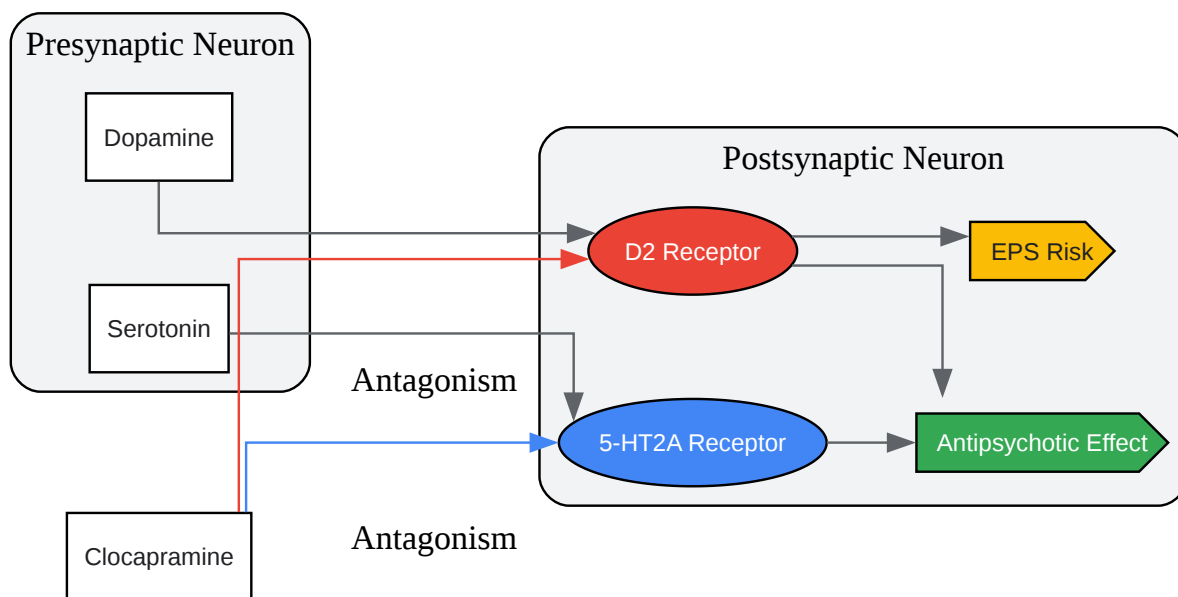 Presynaptic Neuron
Dopamine
Serotonin
Postsynaptic Neuron
D2 Receptor
EPS Risk
Antagonism
5-HT2A Receptor
Antipsychotic Effect
Antagonism
Clocapramine